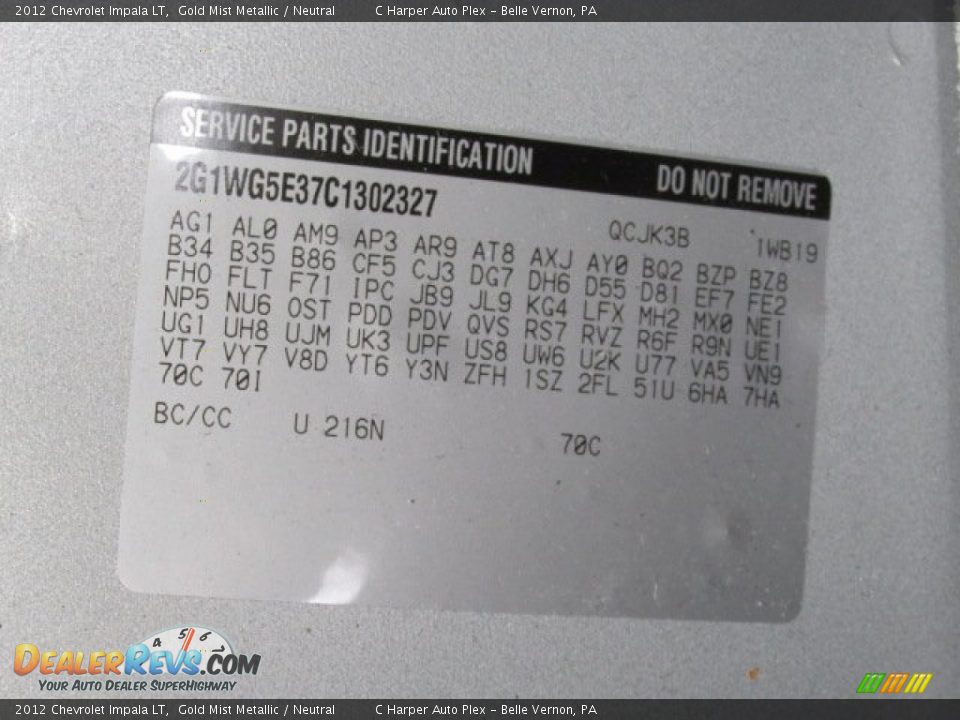 2012 Chevrolet Impala LT, Gold Mist Metallic / Neutral C Harper Auto Plex - Belle Vernon, PA
SERVICE PARTS IDENTIFICATION DO NOT REMOVE
2G1WG5E37C1302327 QCJK3B 1WB19
AG1 AL0 AM9 AP3 AR9 AT8 AXJ AY0 BQ2 BZP BZ8
B34 B35 B86 CF5 CJ3 DG7 DH6 D55 D81 EF7 FE2
FHO FLT F71 IPC JB9 JL9 KG4 LFX MH2 MX0 NE1
NP5 NU6 OST PDD PDV QVS RS7 RVZ R6F R9N UE1
UG1 UH8 UJM UK3 UPF US8 UW6 U2K U77 VA5 VN9
VT7 VY7 V8D YT6 Y3N ZFH 1SZ 2FL 51U 6HA 7HA
70C 70I
BC/CC U 216N 70C
4 5 6
DEALERREVS.COM
YOUR AUTO DEALER SUPERHIGHWAY
2012 Chevrolet Impala LT, Gold Mist Metallic / Neutral C Harper Auto Plex - Belle Vernon, PA